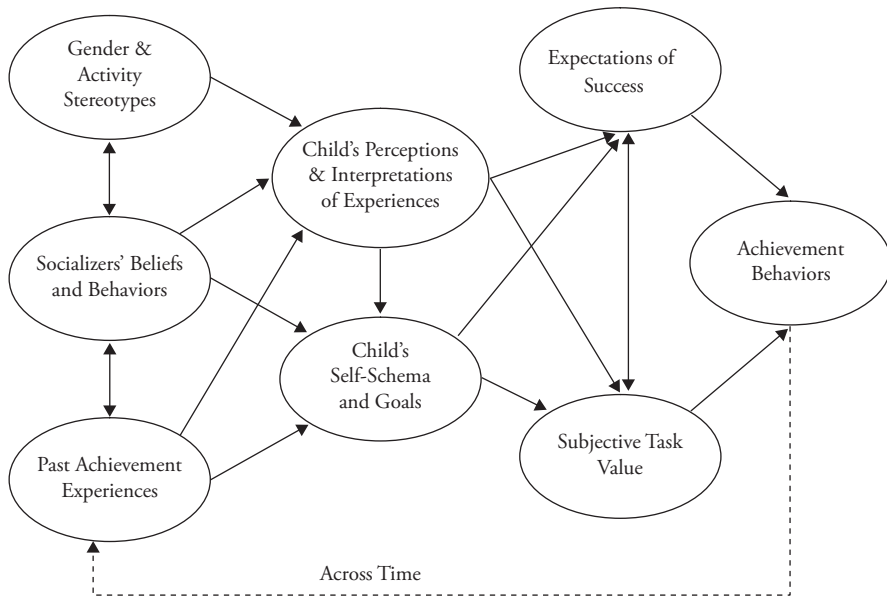 Gender &
Activity
Stereotypes
Socializers’ Beliefs
and Behaviors
Past Achievement
Experiences
Child’s Perceptions
& Interpretations
of Experiences
Child’s
Self-Schema
and Goals
Expectations of
Success
Subjective Task
Value
Achievement
Behaviors
Across Time